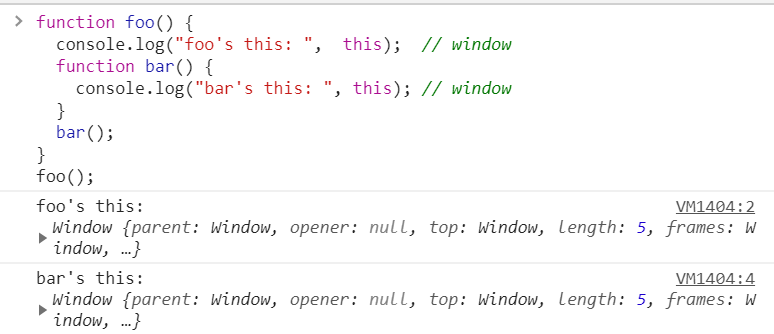 > function foo() {
console.log("foo's this: ",  this);  // window
function bar() {
console.log("bar's this: ", this); // window
}
bar();
}
foo();
foo's this: VM1404:2
▶ Window {parent: Window, opener: null, top: Window, length: 5, frames: W
indow, …}
bar's this: VM1404:4
▶ Window {parent: Window, opener: null, top: Window, length: 5, frames: W
indow, …}